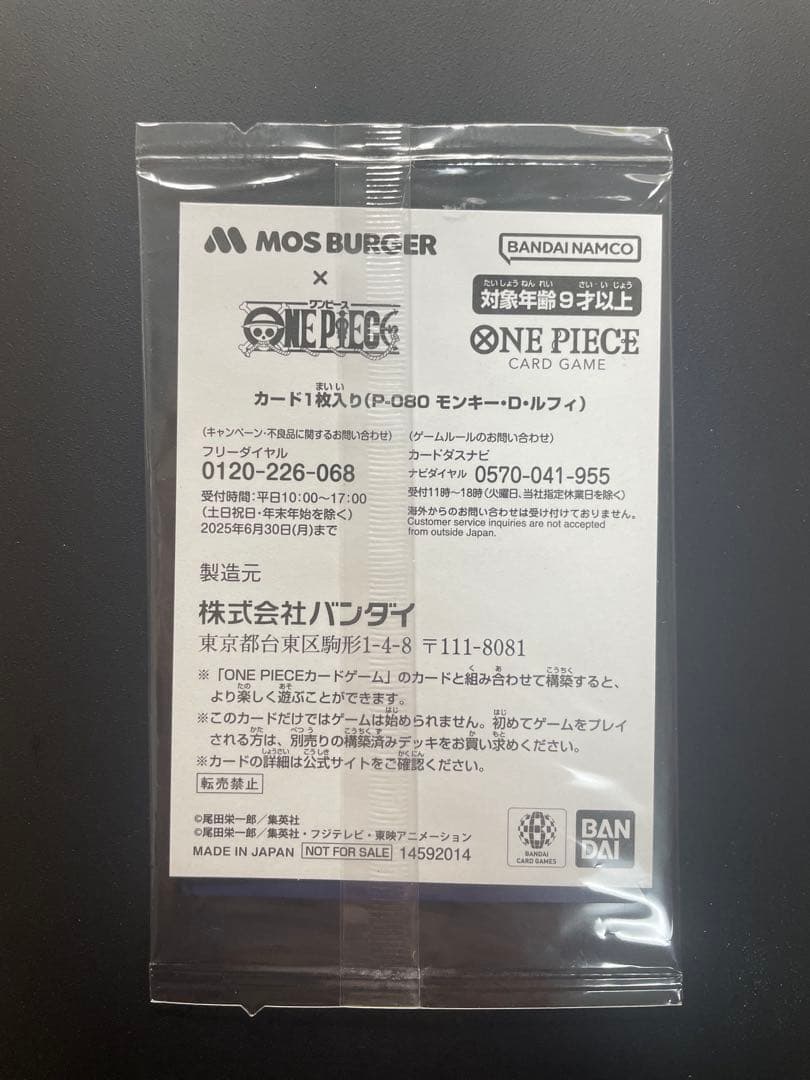 MOS BURGER
×
ワンピース
ONE PIECE
BANDAI NAMCO
たいしょうねんれい さいいじょう
対象年齢9才以上
ONE PIECE
CARD GAME
まいい
カード1枚入り(P-080 モンキー・D・ルフィ)
(キャンペーン・不良品に関するお問い合わせ)
フリーダイヤル
0120-226-068
受付時間:平日10:00〜17:00
(土日祝日・年末年始を除く)
2025年6月30日(月)まで
(ゲームルールのお問い合わせ)
カードダスナビ
ナビダイヤル 0570-041-955
受付11時〜18時(火曜日、当社指定休業日を除く)
海外からのお問い合わせは受け付けておりません。
Customer service inquiries are not accepted
from outside Japan.
製造元
株式会社バンダイ
東京都台東区駒形1-4-8 〒111-8081
く あ こうちく
※「ONE PIECEカードゲーム」のカードと組み合わせて構築すると、
たの あそ
より楽しく遊ぶことができます。
はじ はじ
※このカードだけではゲームは始められません。初めてゲームをプレイ
かた べつう こうちくず か もと
される方は、別売りの構築済みデッキをお買い求めください。
しょうさい こうしき かくにん
※カードの詳細は公式サイトをご確認ください。
転売禁止
©尾田栄一郎/集英社
©尾田栄一郎/集英社・フジテレビ・東映アニメーション
MADE IN JAPAN NOT FOR SALE 14592014
BANDAI
CARD GAMES
BAN
DAI